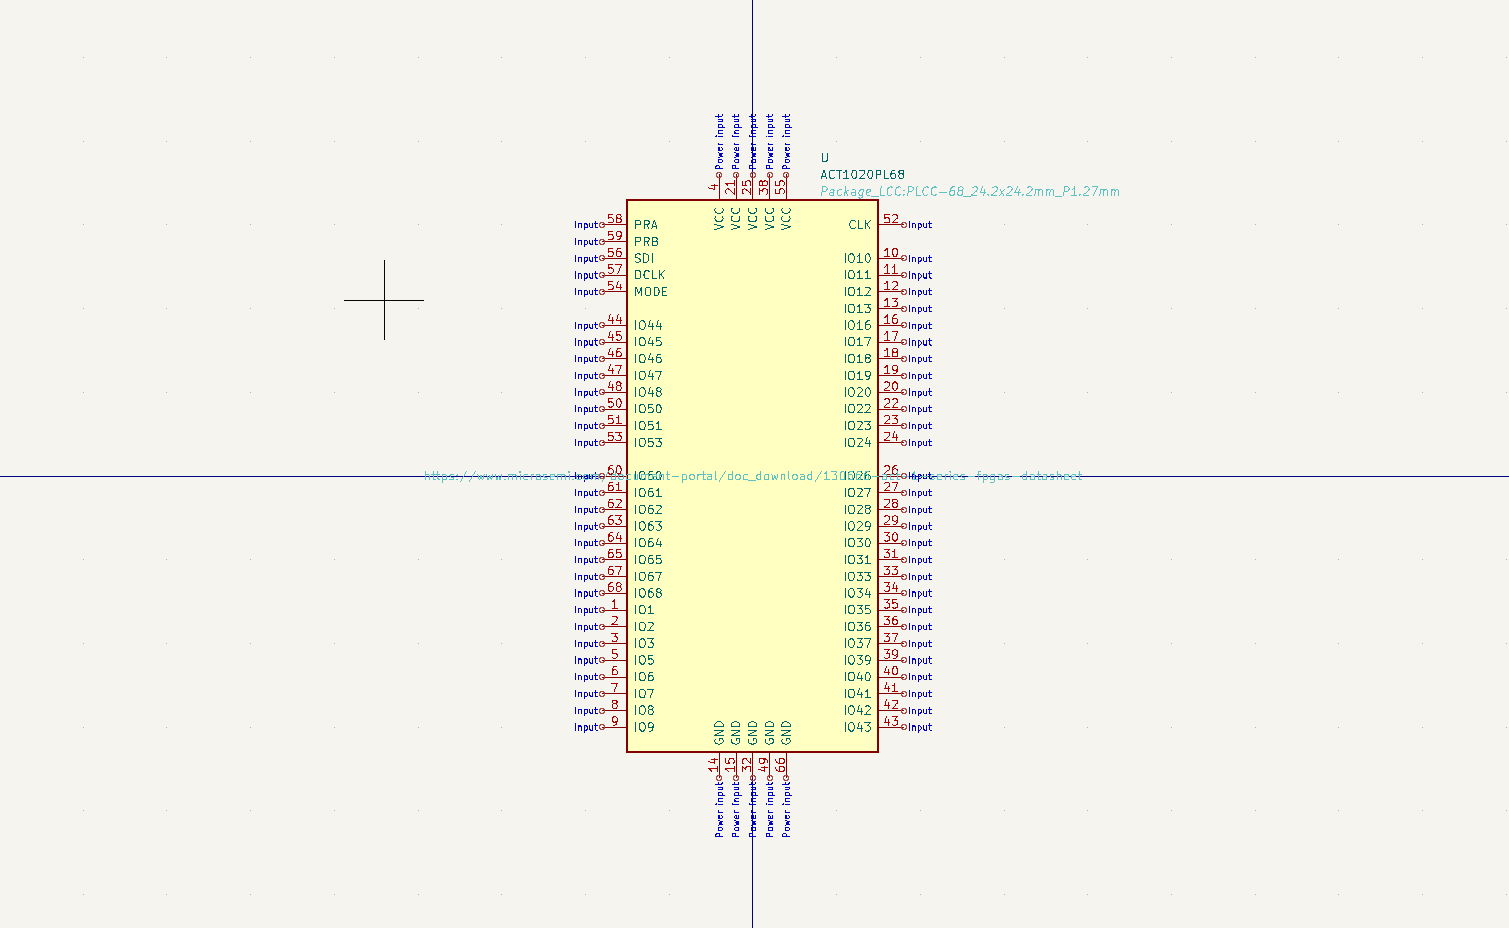 Power input Power input Power input Power input Power input
U
ACT1020PL68
Package_LCC:PLCC-68_24.2x24.2mm_P1.27mm
4 21 25 38 55
VCC VCC VCC VCC VCC
Input 58 PRA CLK 52 Input
Input 59 PRB
Input 56 SDI IO10 10 Input
Input 57 DCLK IO11 11 Input
Input 54 MODE IO12 12 Input
IO13 13 Input
Input 44 IO44 IO16 16 Input
Input 45 IO45 IO17 17 Input
Input 46 IO46 IO18 18 Input
Input 47 IO47 IO19 19 Input
Input 48 IO48 IO20 20 Input
Input 50 IO50 IO22 22 Input
Input 51 IO51 IO23 23 Input
Input 53 IO53 IO24 24 Input
Input 60 IO60 IO26 26 Input
https://www.microsemi.com/document-portal/doc_download/
Input 61 IO61 IO27 27 Input
Input 62 IO62 IO28 28 Input
Input 63 IO63 IO29 29 Input
Input 64 IO64 IO30 30 Input
Input 65 IO65 IO31 31 Input
Input 67 IO67 IO33 33 Input
Input 68 IO68 IO34 34 Input
Input 1 IO1 IO35 35 Input
Input 2 IO2 IO36 36 Input
Input 3 IO3 IO37 37 Input
Input 5 IO5 IO39 39 Input
Input 6 IO6 IO40 40 Input
Input 7 IO7 IO41 41 Input
Input 8 IO8 IO42 42 Input
Input 9 IO9 IO43 43 Input
GND GND GND GND GND
14 15 32 49 66
Power input Power input Power input Power input Power input